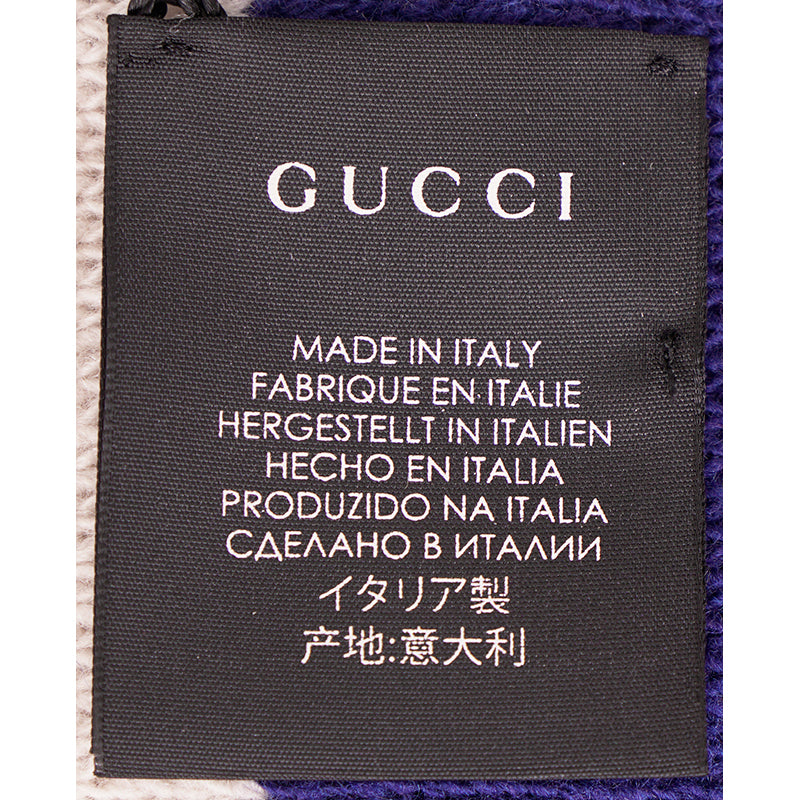 GUCCI
MADE IN ITALY
FABRIQUE EN ITALIE
HERGESTELLT IN ITALIEN
HECHO EN ITALIA
PRODUZIDO NA ITALIA
СДЕЛАНО В ИТАЛИИ
イタリア製
产地:意大利